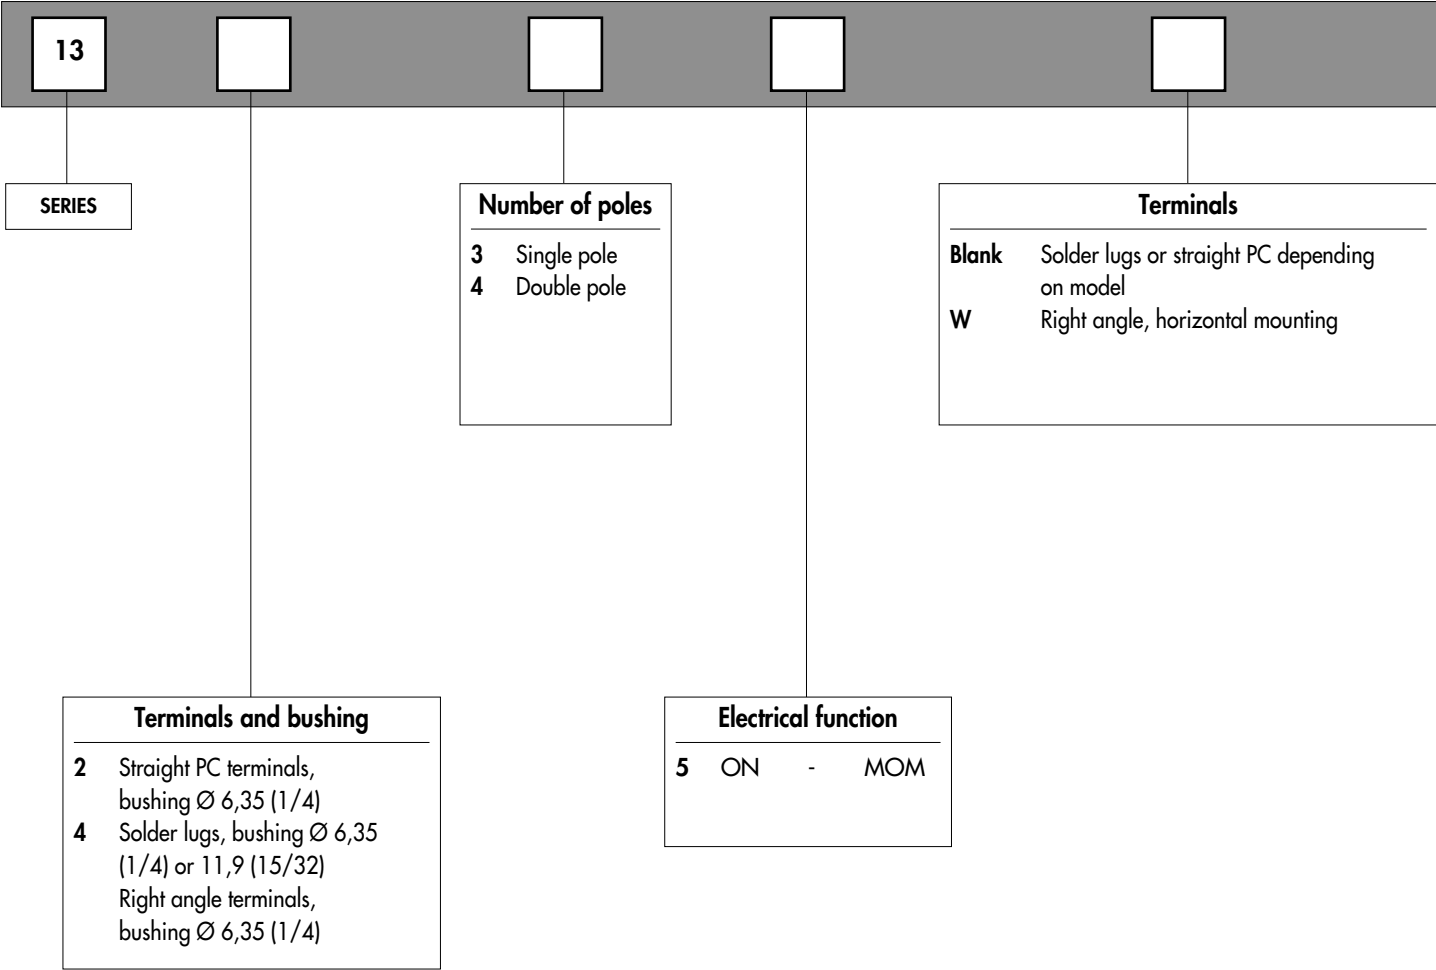 13
SERIES
Number of poles
3 Single pole
4 Double pole
Terminals
Blank Solder lugs or straight PC depending
on model
W Right angle, horizontal mounting
Terminals and bushing
2 Straight PC terminals,
bushing Ø 6,35 (1/4)
4 Solder lugs, bushing Ø 6,35
(1/4) or 11,9 (15/32)
Right angle terminals,
bushing Ø 6,35 (1/4)
Electrical function
5 ON - MOM